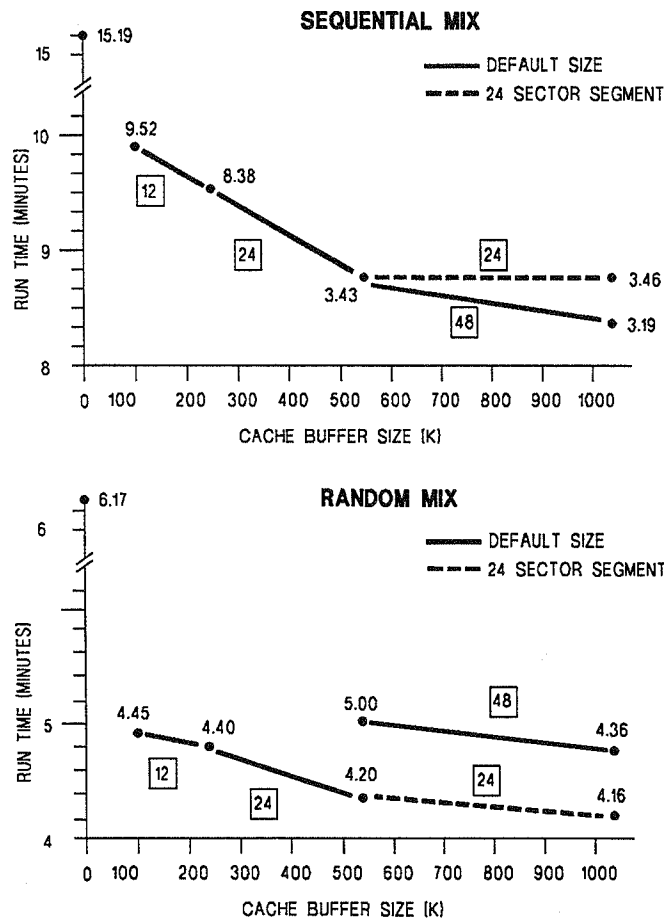 SEQUENTIAL MIX
15.19
15
DEFAULT SIZE
24 SECTOR SEGMENT
10
9.52
8.38
12
24
24
9
3.46
3.43
48
3.19
8
RUN TIME (MINUTES)
0 100 200 300 400 500 600 700 800 900 1000
CACHE BUFFER SIZE (K)
RANDOM MIX
6.17
6
DEFAULT SIZE
24 SECTOR SEGMENT
5.00
48
5
4.45
4.40
4.36
12
4.20
24
24
4.16
4
RUN TIME (MINUTES)
0 100 200 300 400 500 600 700 800 900 1000
CACHE BUFFER SIZE (K)